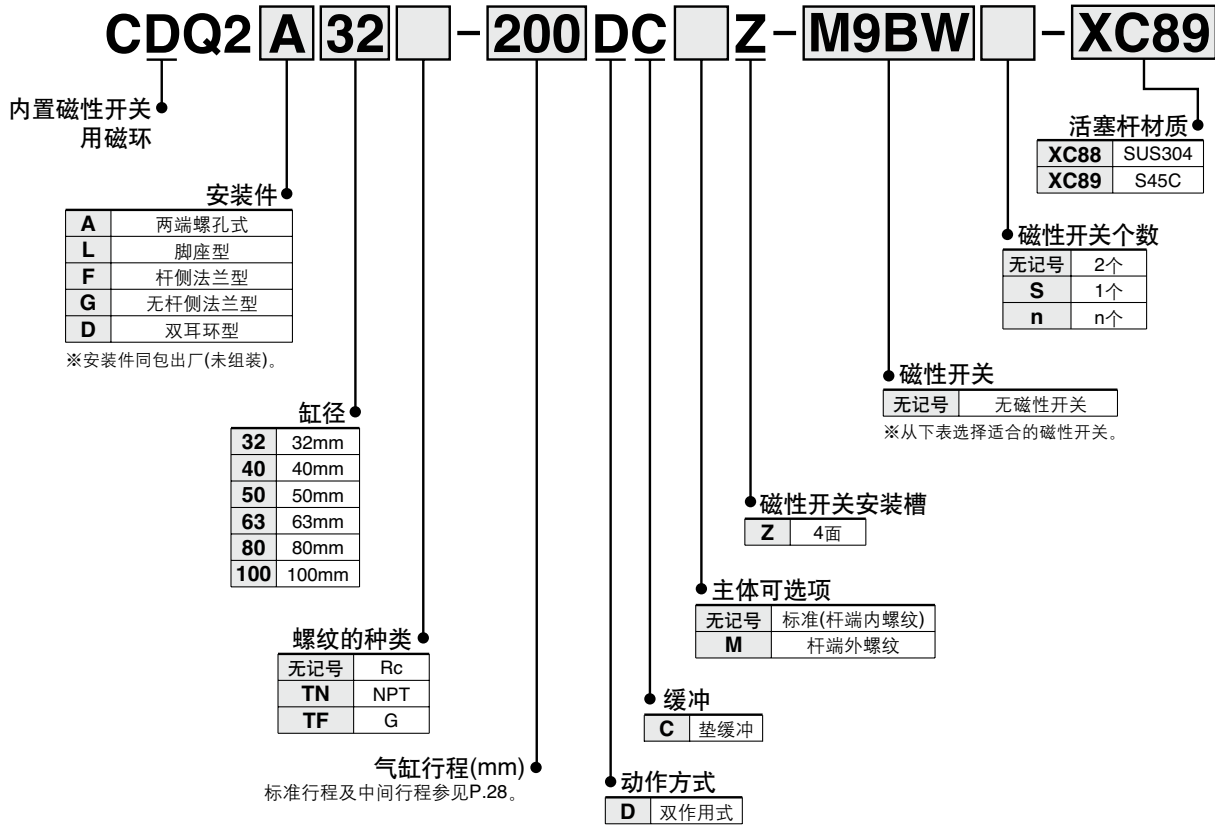 CDQ2 A 32 - 200 D C Z - M9BW - XC89
内置磁性开关
用磁环
安装件
A 两端螺孔式
L 脚座型
F 杆侧法兰型
G 无杆侧法兰型
D 双耳环型
※安装件同包出厂(未组装)。
缸径
32 32mm
40 40mm
50 50mm
63 63mm
80 80mm
100 100mm
螺纹的种类
无记号 Rc
TN NPT
TF G
气缸行程(mm)
标准行程及中间行程参见P.28。
动作方式
D 双作用式
缓冲
C 垫缓冲
主体可选项
无记号 标准(杆端内螺纹)
M 杆端外螺纹
磁性开关安装槽
Z 4面
磁性开关
无记号 无磁性开关
※从下表选择适合的磁性开关。
磁性开关个数
无记号 2个
S 1个
n n个
活塞杆材质
XC88 SUS304
XC89 S45C